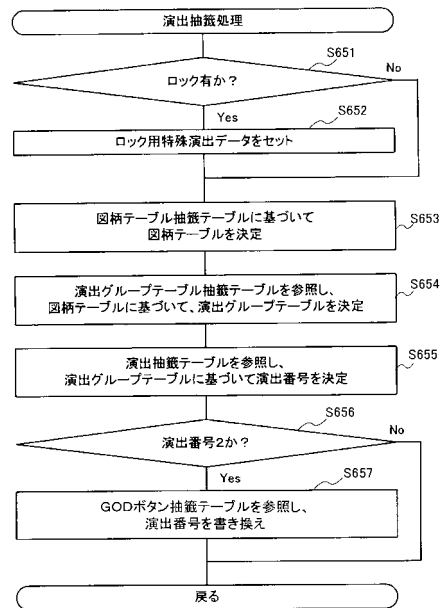 演出抽籤処理
S651
ロック有か？
No
Yes
S652
ロック用特殊演出データをセット
図柄テーブル抽籤テーブルに基づいて
図柄テーブルを決定
S653
演出グループテーブル抽籤テーブルを参照し、
図柄テーブルに基づいて、演出グループテーブルを決定
S654
演出抽籤テーブルを参照し、
演出グループテーブルに基づいて演出番号を決定
S655
S656
演出番号2か？
No
Yes
S657
GODボタン抽籤テーブルを参照し、
演出番号を書き換え
戻る